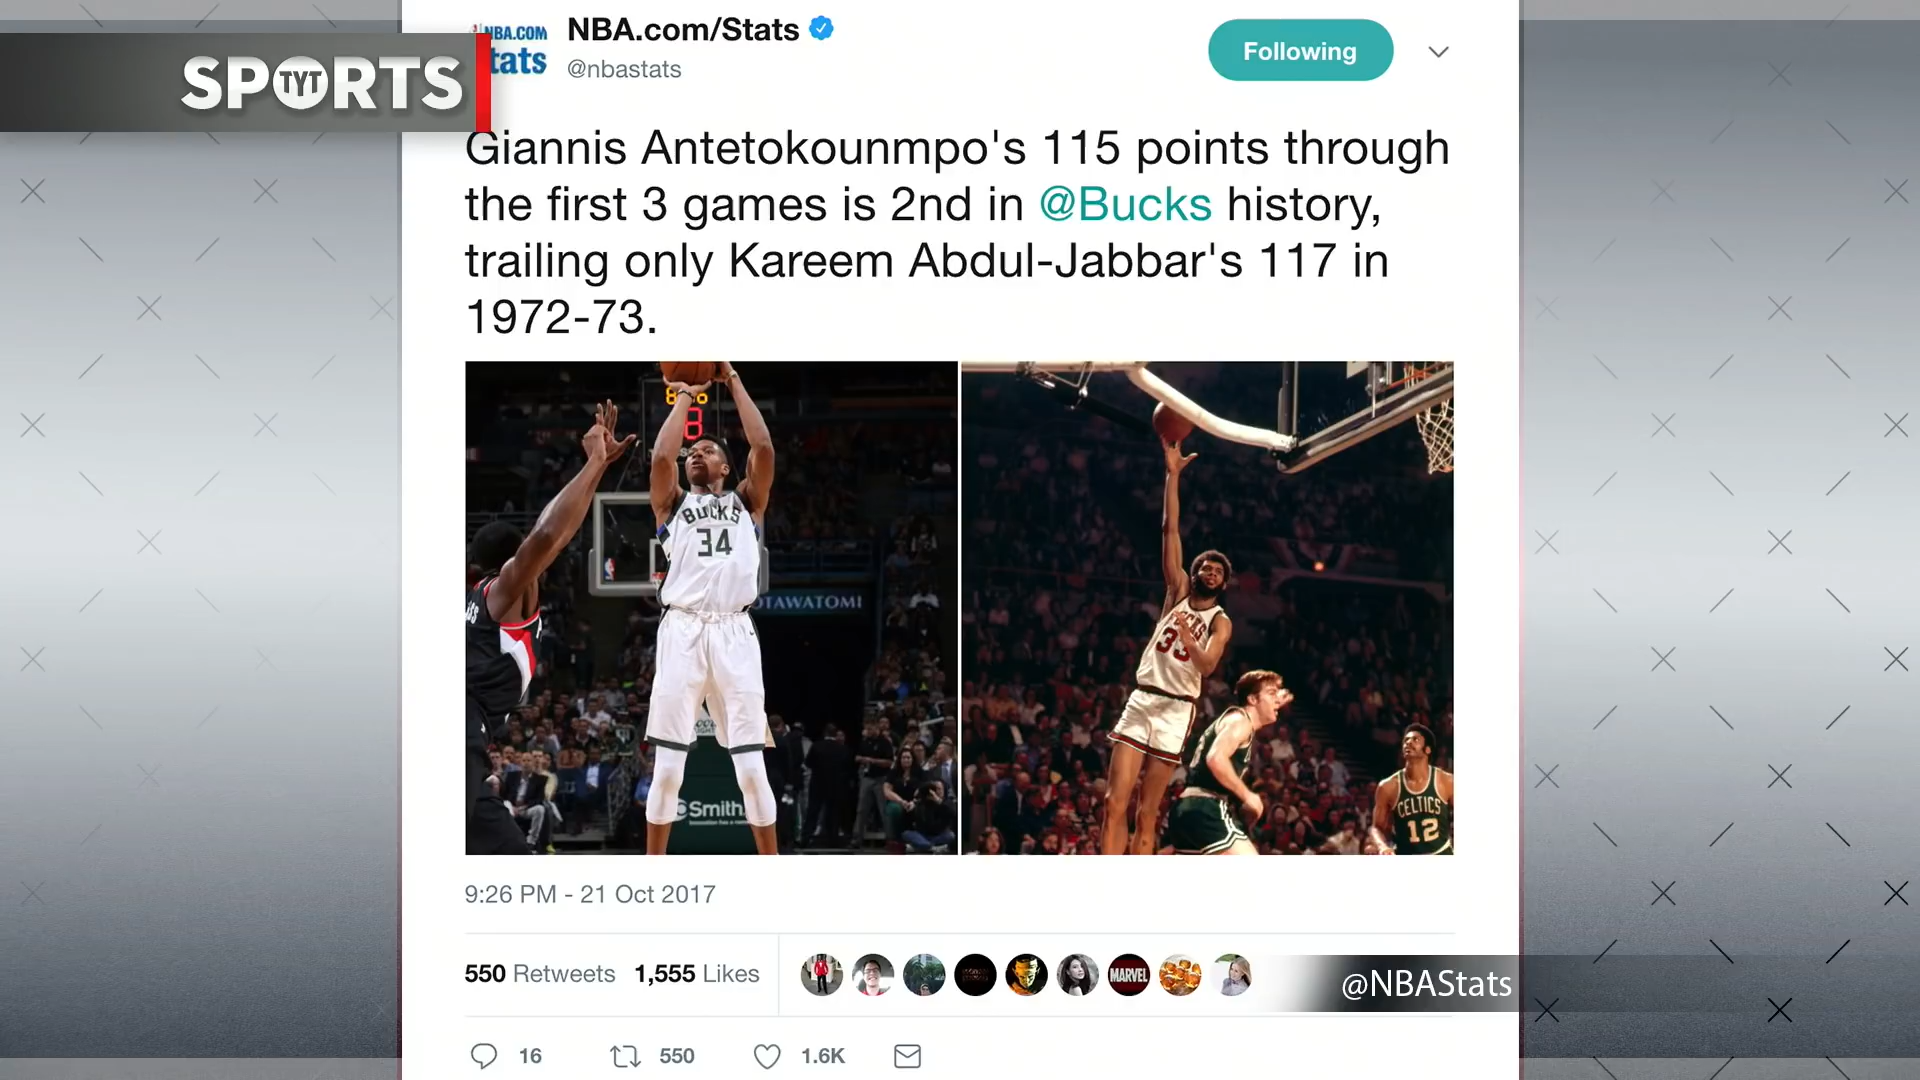 SPORTS
TYT
NBA.COM
tats
NBA.com/Stats
@nbastats
Following
Giannis Antetokounmpo's 115 points through
the first 3 games is 2nd in @Bucks history,
trailing only Kareem Abdul-Jabbar's 117 in
1972-73.
BUCKS
34
OTAWATOMI
Smith
BUCKS
33
CELTICS
12
9:26 PM - 21 Oct 2017
550 Retweets 1,555 Likes
MARVEL
@NBAStats
16 550 1.6K